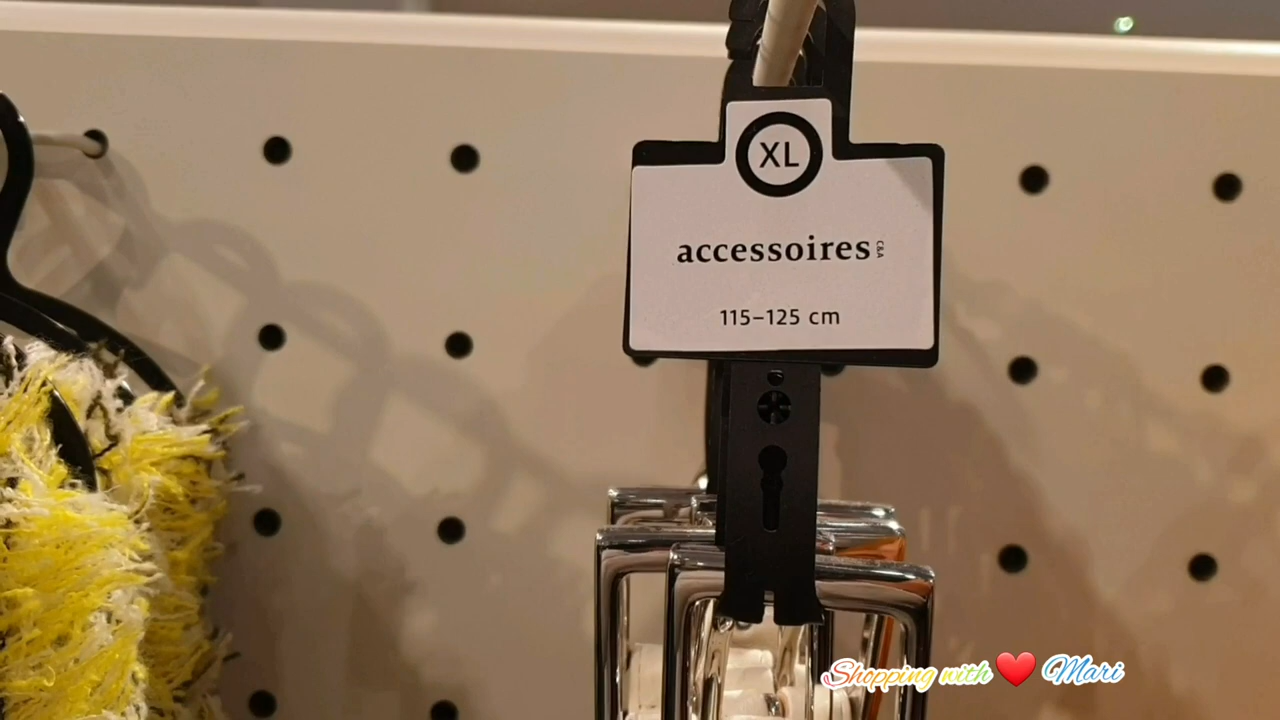 XL
accessoires C&A
115–125 cm
Shopping with ❤️ Mari